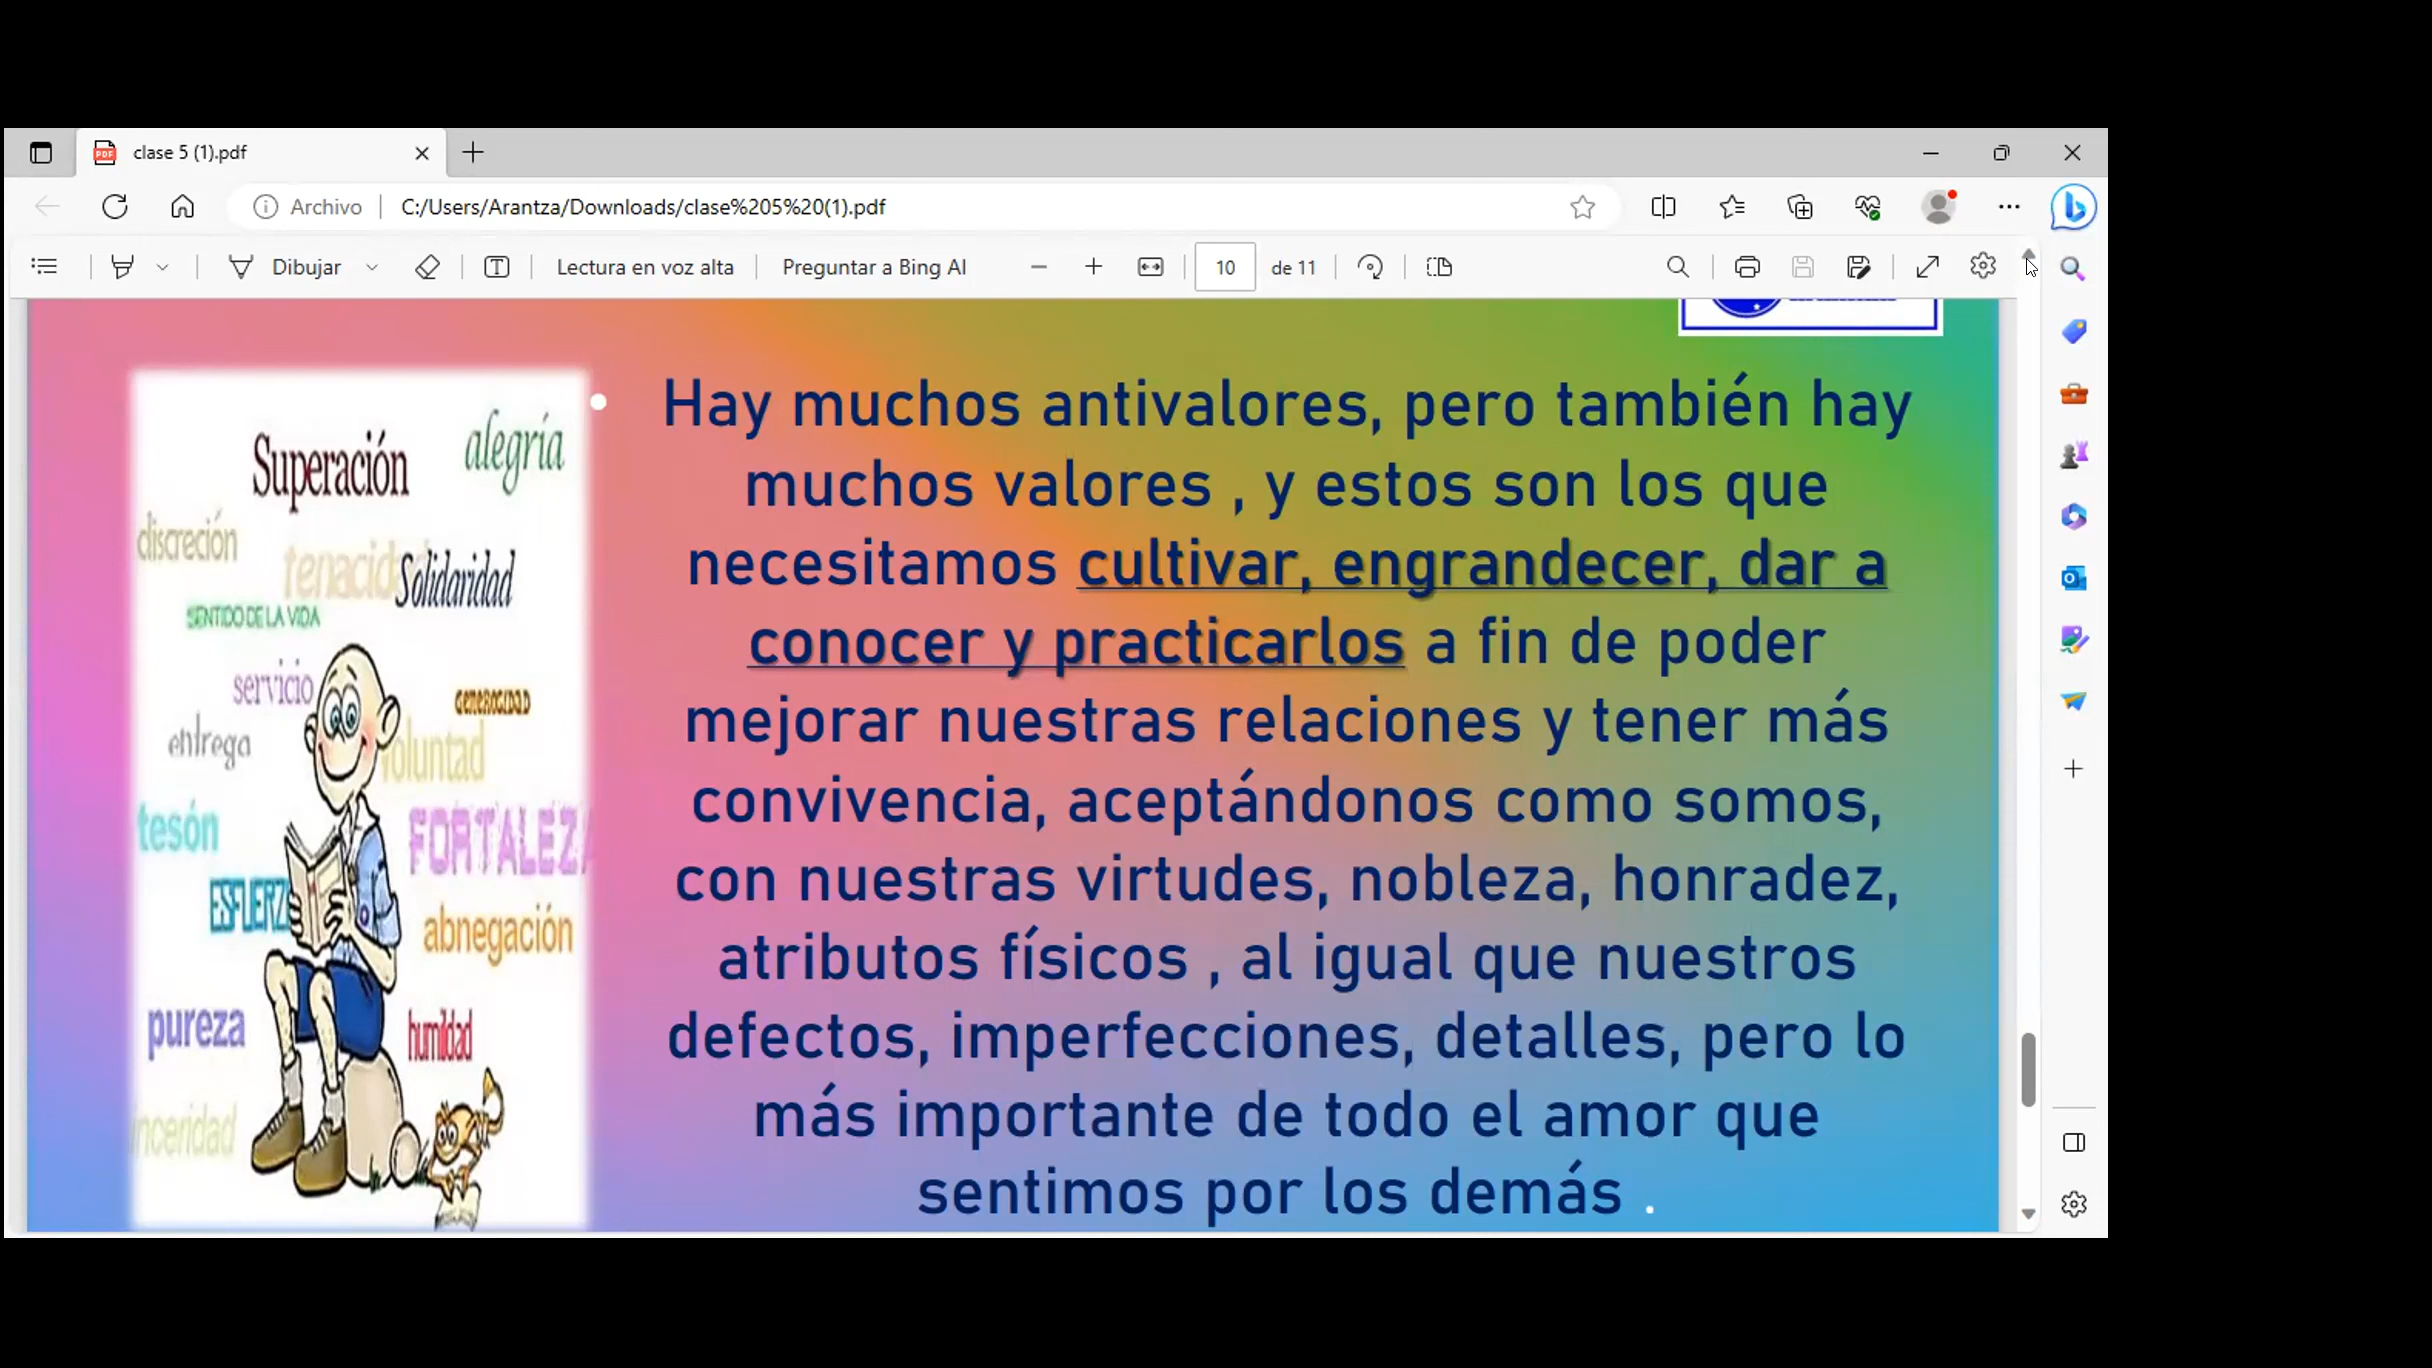 clase 5 (1).pdf
Archivo
C:/Users/Arantza/Downloads/clase%205%20(1).pdf
Dibujar
Lectura en voz alta
Preguntar a Bing AI
10 de 11
Superación
alegría
discreción
Solidaridad
SENTIDO DE LA VIDA
servicio
GENEROSIDAD
entrega
tesón
FORTALEZA
abnegación
pureza
humildad
Hay muchos antivalores, pero también hay
muchos valores , y estos son los que
necesitamos cultivar, engrandecer, dar a
conocer y practicarlos a fin de poder
mejorar nuestras relaciones y tener más
convivencia, aceptándonos como somos,
con nuestras virtudes, nobleza, honradez,
atributos físicos , al igual que nuestros
defectos, imperfecciones, detalles, pero lo
más importante de todo el amor que
sentimos por los demás .